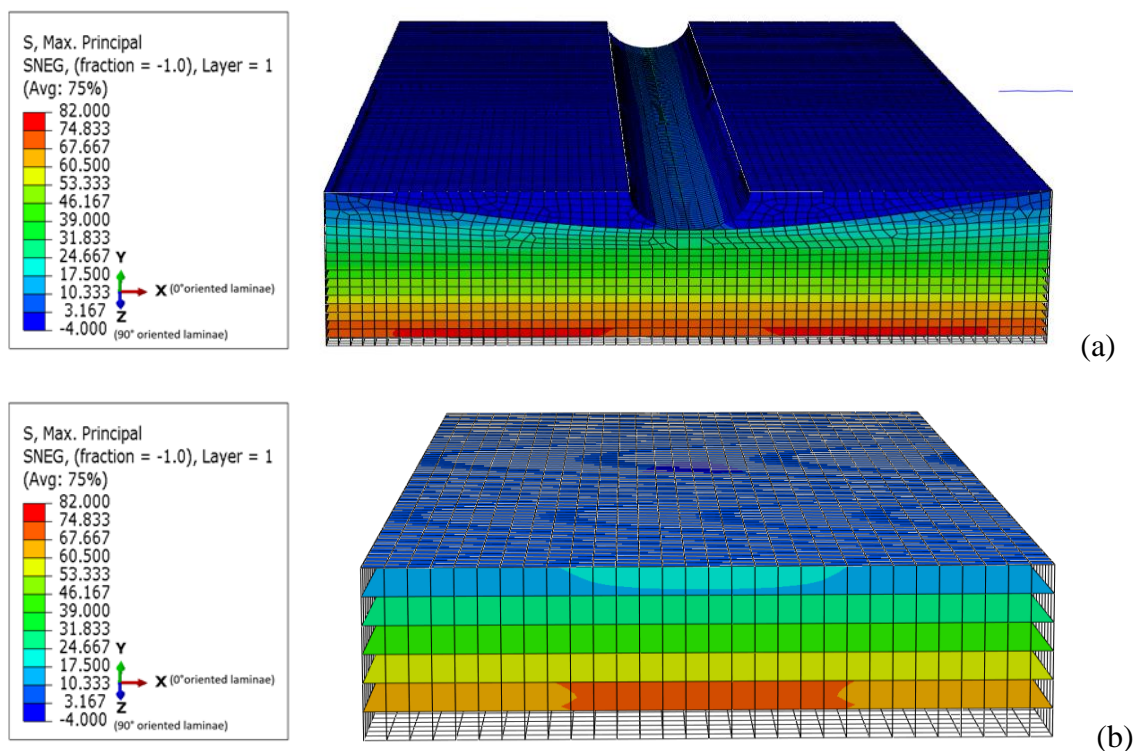 S, Max. Principal
SNEG, (fraction = -1.0), Layer = 1
(Avg: 75%)
82.000
74.833
67.667
60.500
53.333
46.167
39.000
31.833
24.667
17.500
10.333
3.167
-4.000
Y
X (0°oriented laminae)
Z
(90° oriented laminae)
(a)
S, Max. Principal
SNEG, (fraction = -1.0), Layer = 1
(Avg: 75%)
82.000
74.833
67.667
60.500
53.333
46.167
39.000
31.833
24.667
17.500
10.333
3.167
-4.000
Y
X (0°oriented laminae)
Z
(90° oriented laminae)
(b)